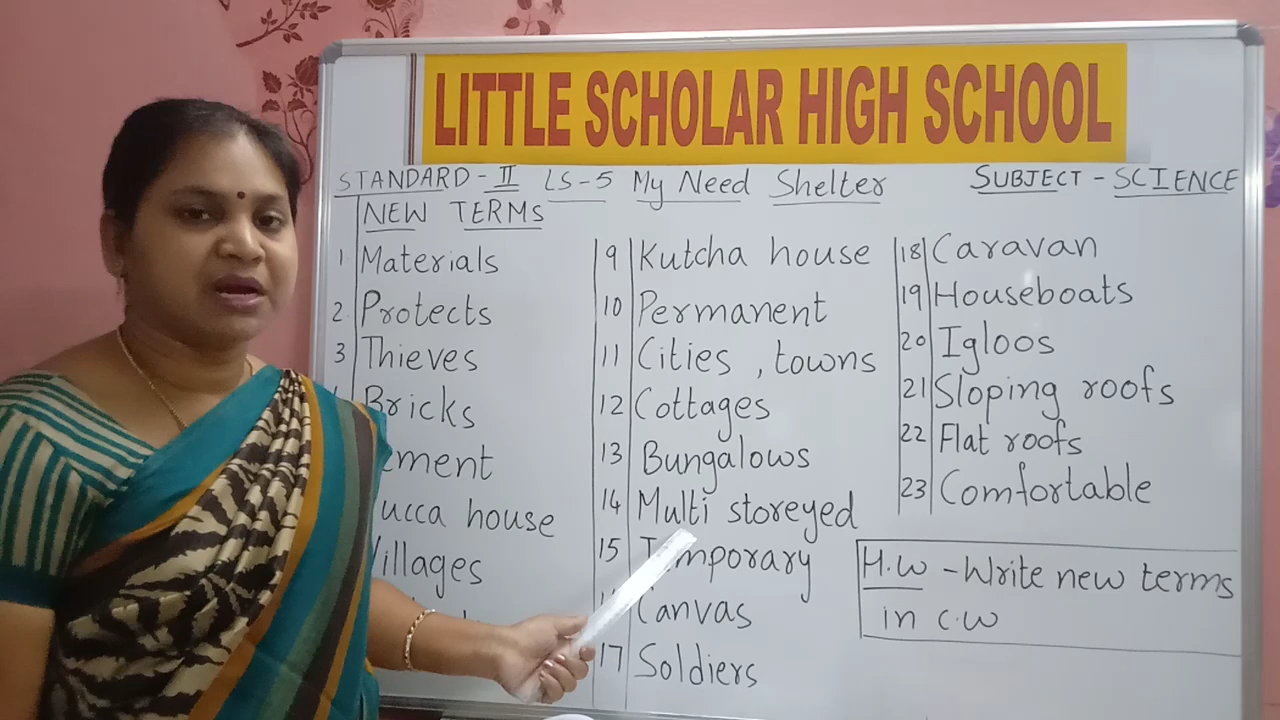 LITTLE SCHOLAR HIGH SCHOOL
STANDARD - II LS-5 My Need Shelter SUBJECT - SCIENCE
NEW TERMS
1 Materials
2 Protects
3 Thieves
Bricks
ement
ucca house
Villages
9 Kutcha house
10 Permanent
11 Cities , towns
12 Cottages
13 Bungalows
14 Multi storeyed
15 Temporary
Canvas
17 Soldiers
18 Caravan
19 Houseboats
20 Igloos
21 Sloping roofs
22 Flat roofs
23 Comfortable
H.W - Write new terms
in C.W